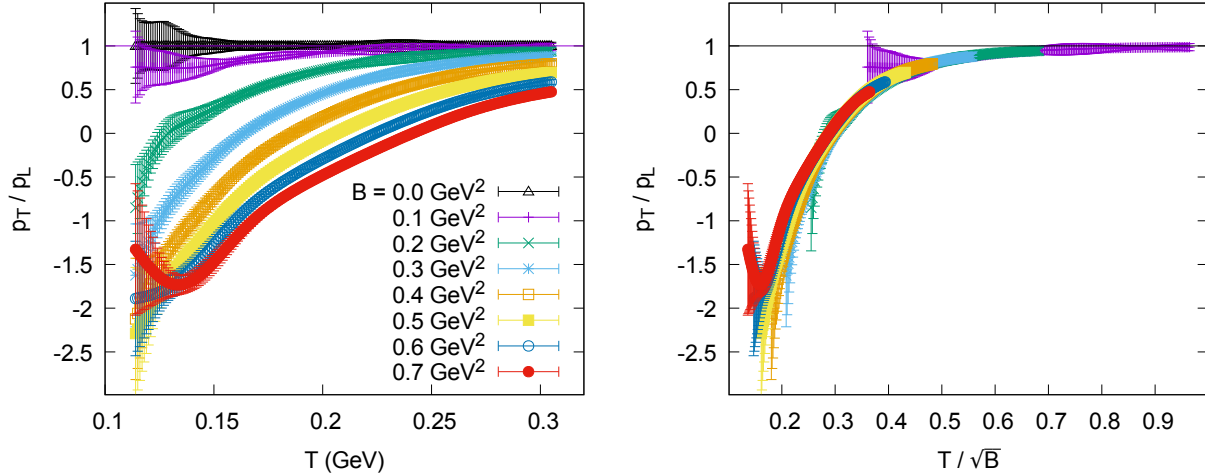 1
0.5
0
-0.5
-1
-1.5
-2
-2.5
p_T / p_L
0.1
0.15
0.2
0.25
0.3
T (GeV)
B = 0.0 GeV²
0.1 GeV²
0.2 GeV²
0.3 GeV²
0.4 GeV²
0.5 GeV²
0.6 GeV²
0.7 GeV²
1
0.5
0
-0.5
-1
-1.5
-2
-2.5
p_T / p_L
0.2
0.3
0.4
0.5
0.6
0.7
0.8
0.9
T / √B